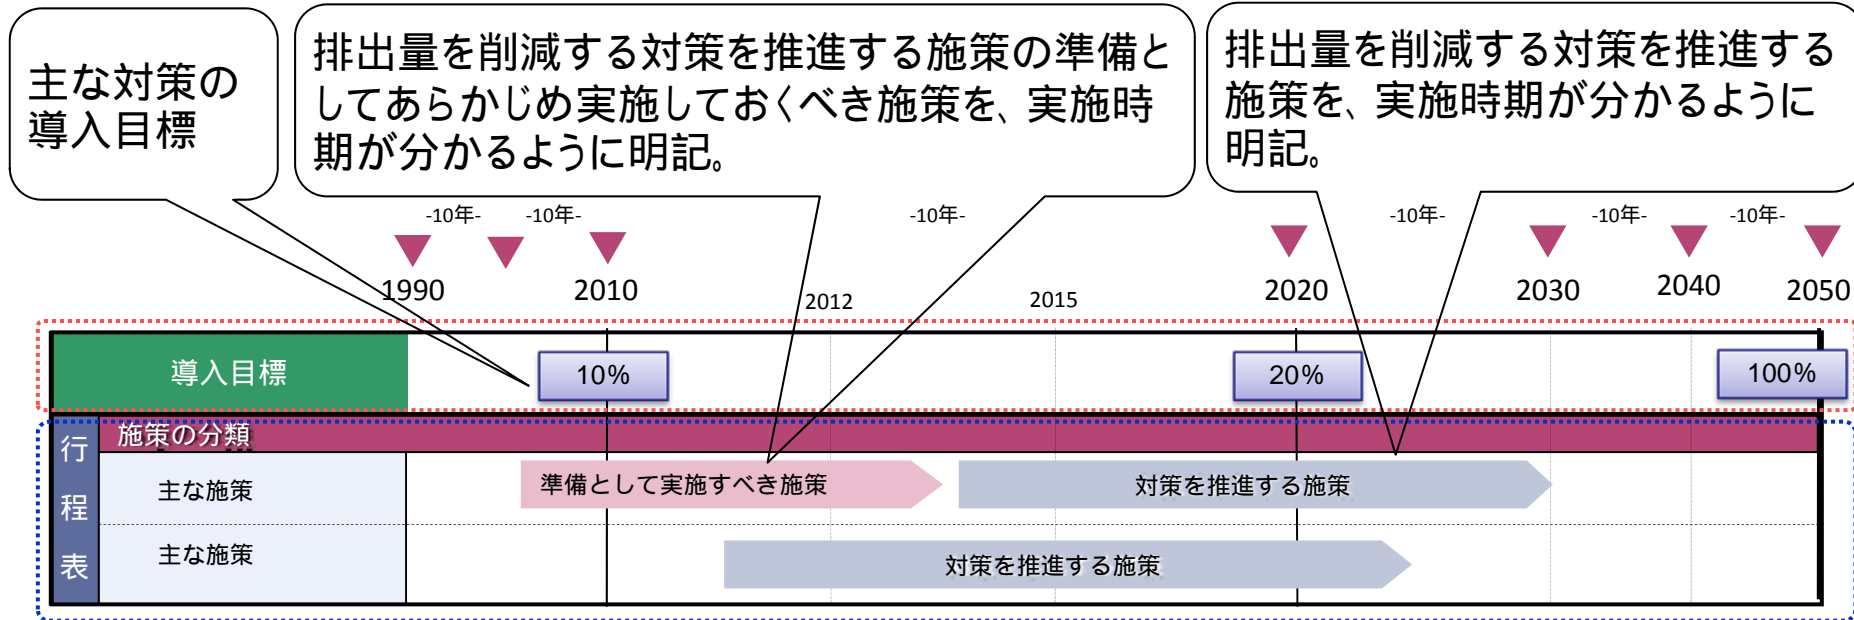 主な対策の
導入目標
排出量を削減する対策を推進する施策の準備と
してあらかじめ実施しておくべき施策を、実施時
期が分かるように明記。
排出量を削減する対策を推進する
施策を、実施時期が分かるように
明記。
-10年- -10年- -10年- -10年- -10年- -10年-
1990 2010 2012 2015 2020 2030 2040 2050
導入目標 10% 20% 100%
行程表
施策の分類
主な施策 準備として実施すべき施策 対策を推進する施策
主な施策 対策を推進する施策